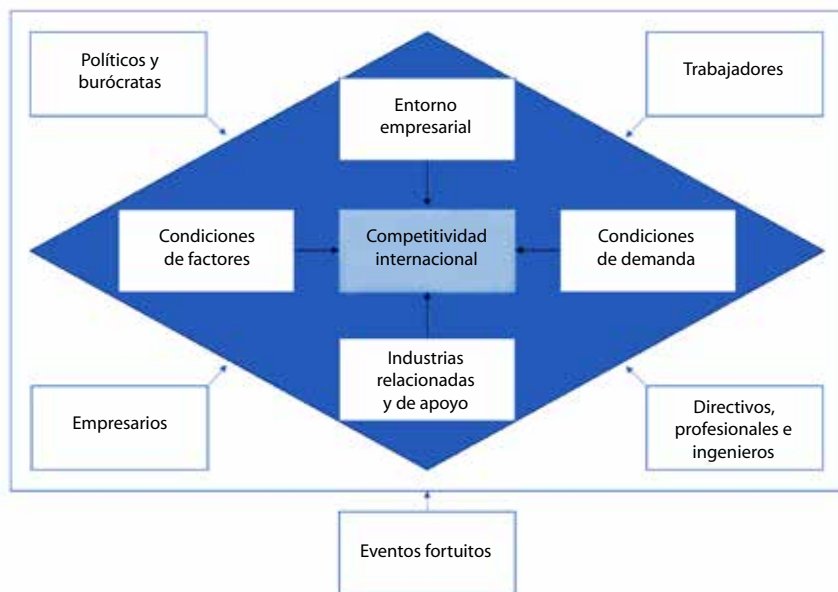 Políticos y
burócratas
Trabajadores
Entorno
empresarial
Condiciones
de factores
Competitividad
internacional
Condiciones
de demanda
Industrias
relacionadas
y de apoyo
Empresarios
Directivos,
profesionales e
ingenieros
Eventos fortuitos